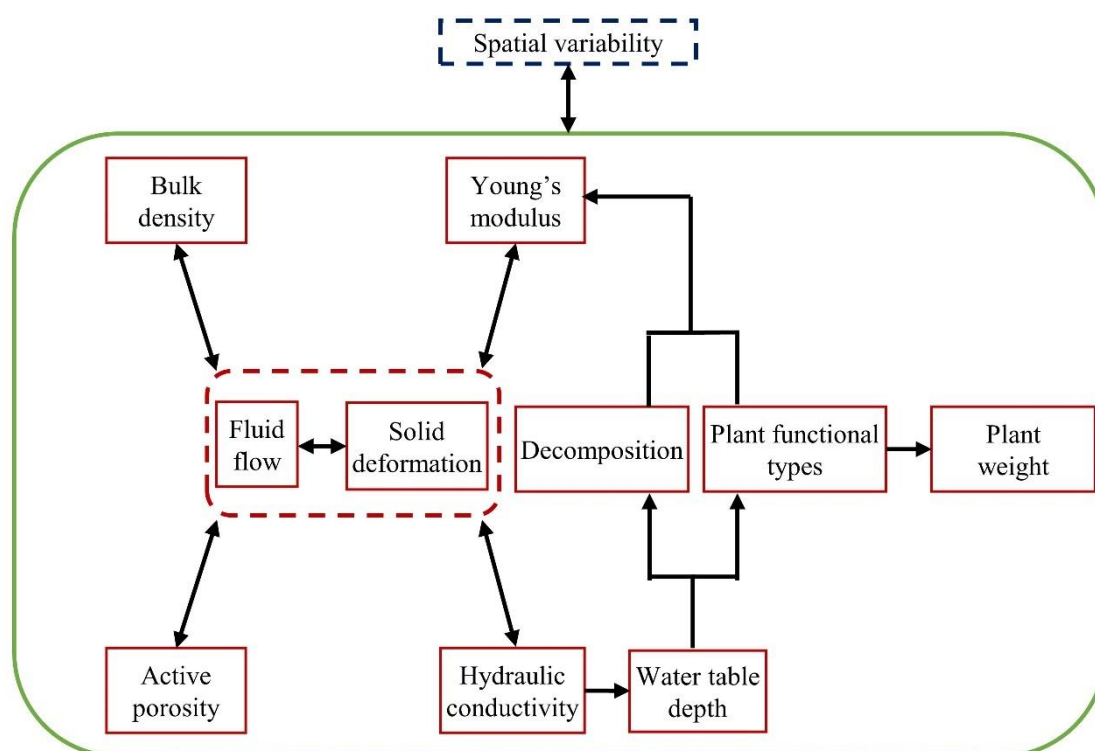 Spatial variability
Bulk
density
Young’s
modulus
Fluid
flow
Solid
deformation
Decomposition
Plant functional
types
Plant
weight
Active
porosity
Hydraulic
conductivity
Water table
depth